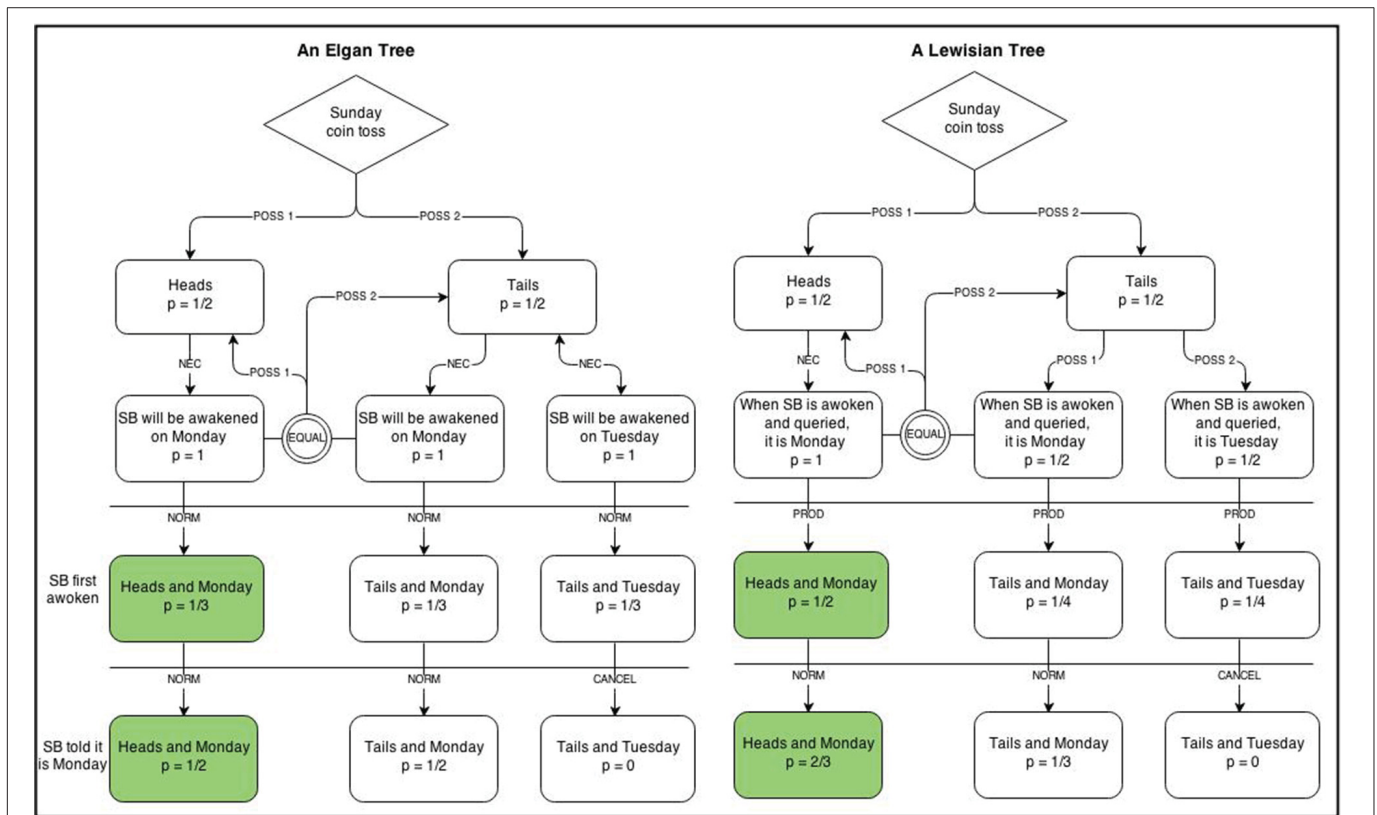 An Elgan Tree
Sunday
coin toss
POSS 1
POSS 2
Heads
p = 1/2
Tails
p = 1/2
POSS 2
NEC
POSS 1
NEC
NEC
SB will be awakened
on Monday
p = 1
EQUAL
SB will be awakened
on Monday
p = 1
SB will be awakened
on Tuesday
p = 1
NORM
NORM
NORM
SB first
awoken
Heads and Monday
p = 1/3
Tails and Monday
p = 1/3
Tails and Tuesday
p = 1/3
NORM
NORM
CANCEL
SB told it
is Monday
Heads and Monday
p = 1/2
Tails and Monday
p = 1/2
Tails and Tuesday
p = 0
A Lewisian Tree
Sunday
coin toss
POSS 1
POSS 2
Heads
p = 1/2
Tails
p = 1/2
POSS 2
NEC
POSS 1
POSS 1
POSS 2
When SB is awoken
and queried,
it is Monday
p = 1
EQUAL
When SB is awoken
and queried,
it is Monday
p = 1/2
When SB is awoken
and queried,
it is Tuesday
p = 1/2
PROD
PROD
PROD
Heads and Monday
p = 1/2
Tails and Monday
p = 1/4
Tails and Tuesday
p = 1/4
NORM
NORM
CANCEL
Heads and Monday
p = 2/3
Tails and Monday
p = 1/3
Tails and Tuesday
p = 0